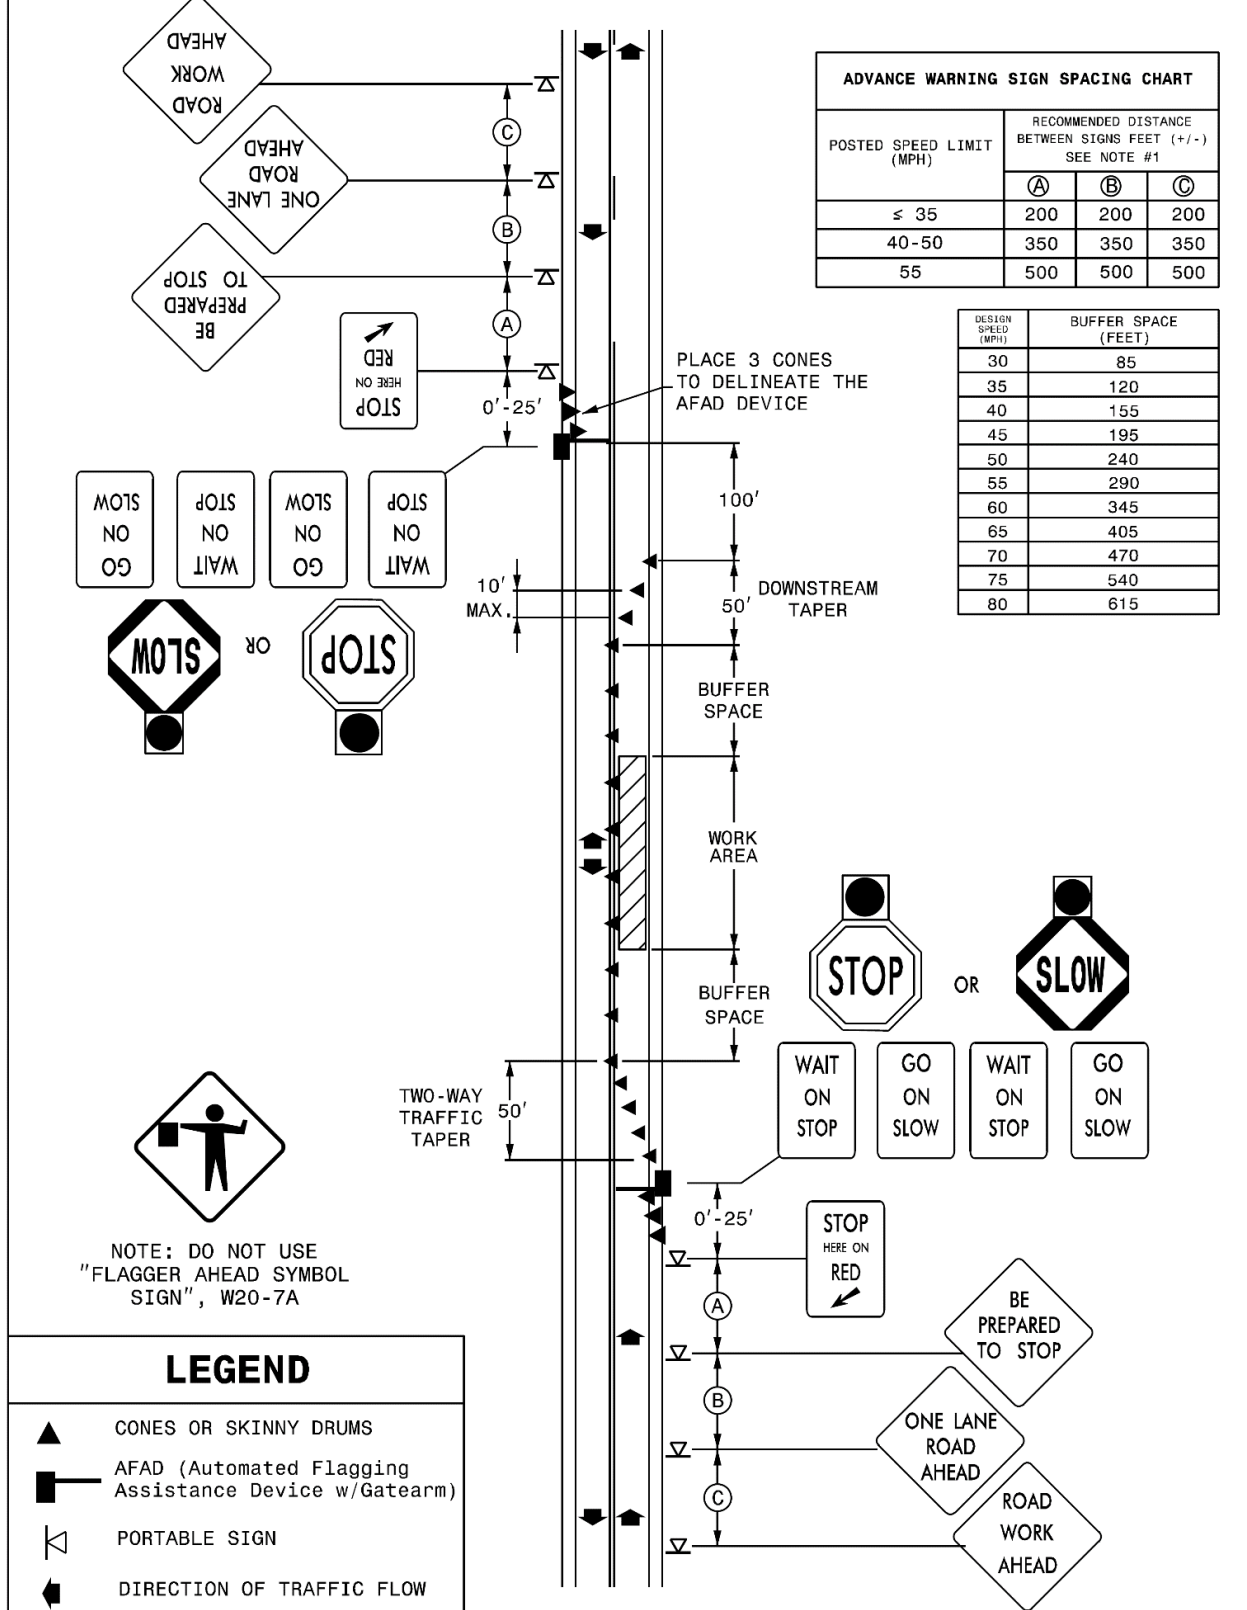 ROAD
WORK
AHEAD
ONE LANE
ROAD
AHEAD
BE
PREPARED
TO STOP
STOP
HERE ON
RED
C
B
A
0'-25'
PLACE 3 CONES
TO DELINEATE THE
AFAD DEVICE
ADVANCE WARNING SIGN SPACING CHART
POSTED SPEED LIMIT
(MPH)
RECOMMENDED DISTANCE
BETWEEN SIGNS FEET (+/-)
SEE NOTE #1
A B C
≤ 35 200 200 200
40-50 350 350 350
55 500 500 500
DESIGN
SPEED
(MPH)
BUFFER SPACE
(FEET)
30 85
35 120
40 155
45 195
50 240
55 290
60 345
65 405
70 470
75 540
80 615
WAIT
ON
STOP
GO
ON
SLOW
WAIT
ON
STOP
GO
ON
SLOW
STOP
OR
SLOW
100'
10'
MAX.
50'
DOWNSTREAM
TAPER
BUFFER
SPACE
WORK
AREA
BUFFER
SPACE
STOP
OR
SLOW
WAIT
ON
STOP
GO
ON
SLOW
WAIT
ON
STOP
GO
ON
SLOW
TWO-WAY
TRAFFIC
TAPER
50'
0'-25'
STOP
HERE ON
RED
A
B
C
BE
PREPARED
TO STOP
ONE LANE
ROAD
AHEAD
ROAD
WORK
AHEAD
NOTE: DO NOT USE
"FLAGGER AHEAD SYMBOL
SIGN", W20-7A
LEGEND
CONES OR SKINNY DRUMS
AFAD (Automated Flagging
Assistance Device w/Gatearm)
PORTABLE SIGN
DIRECTION OF TRAFFIC FLOW